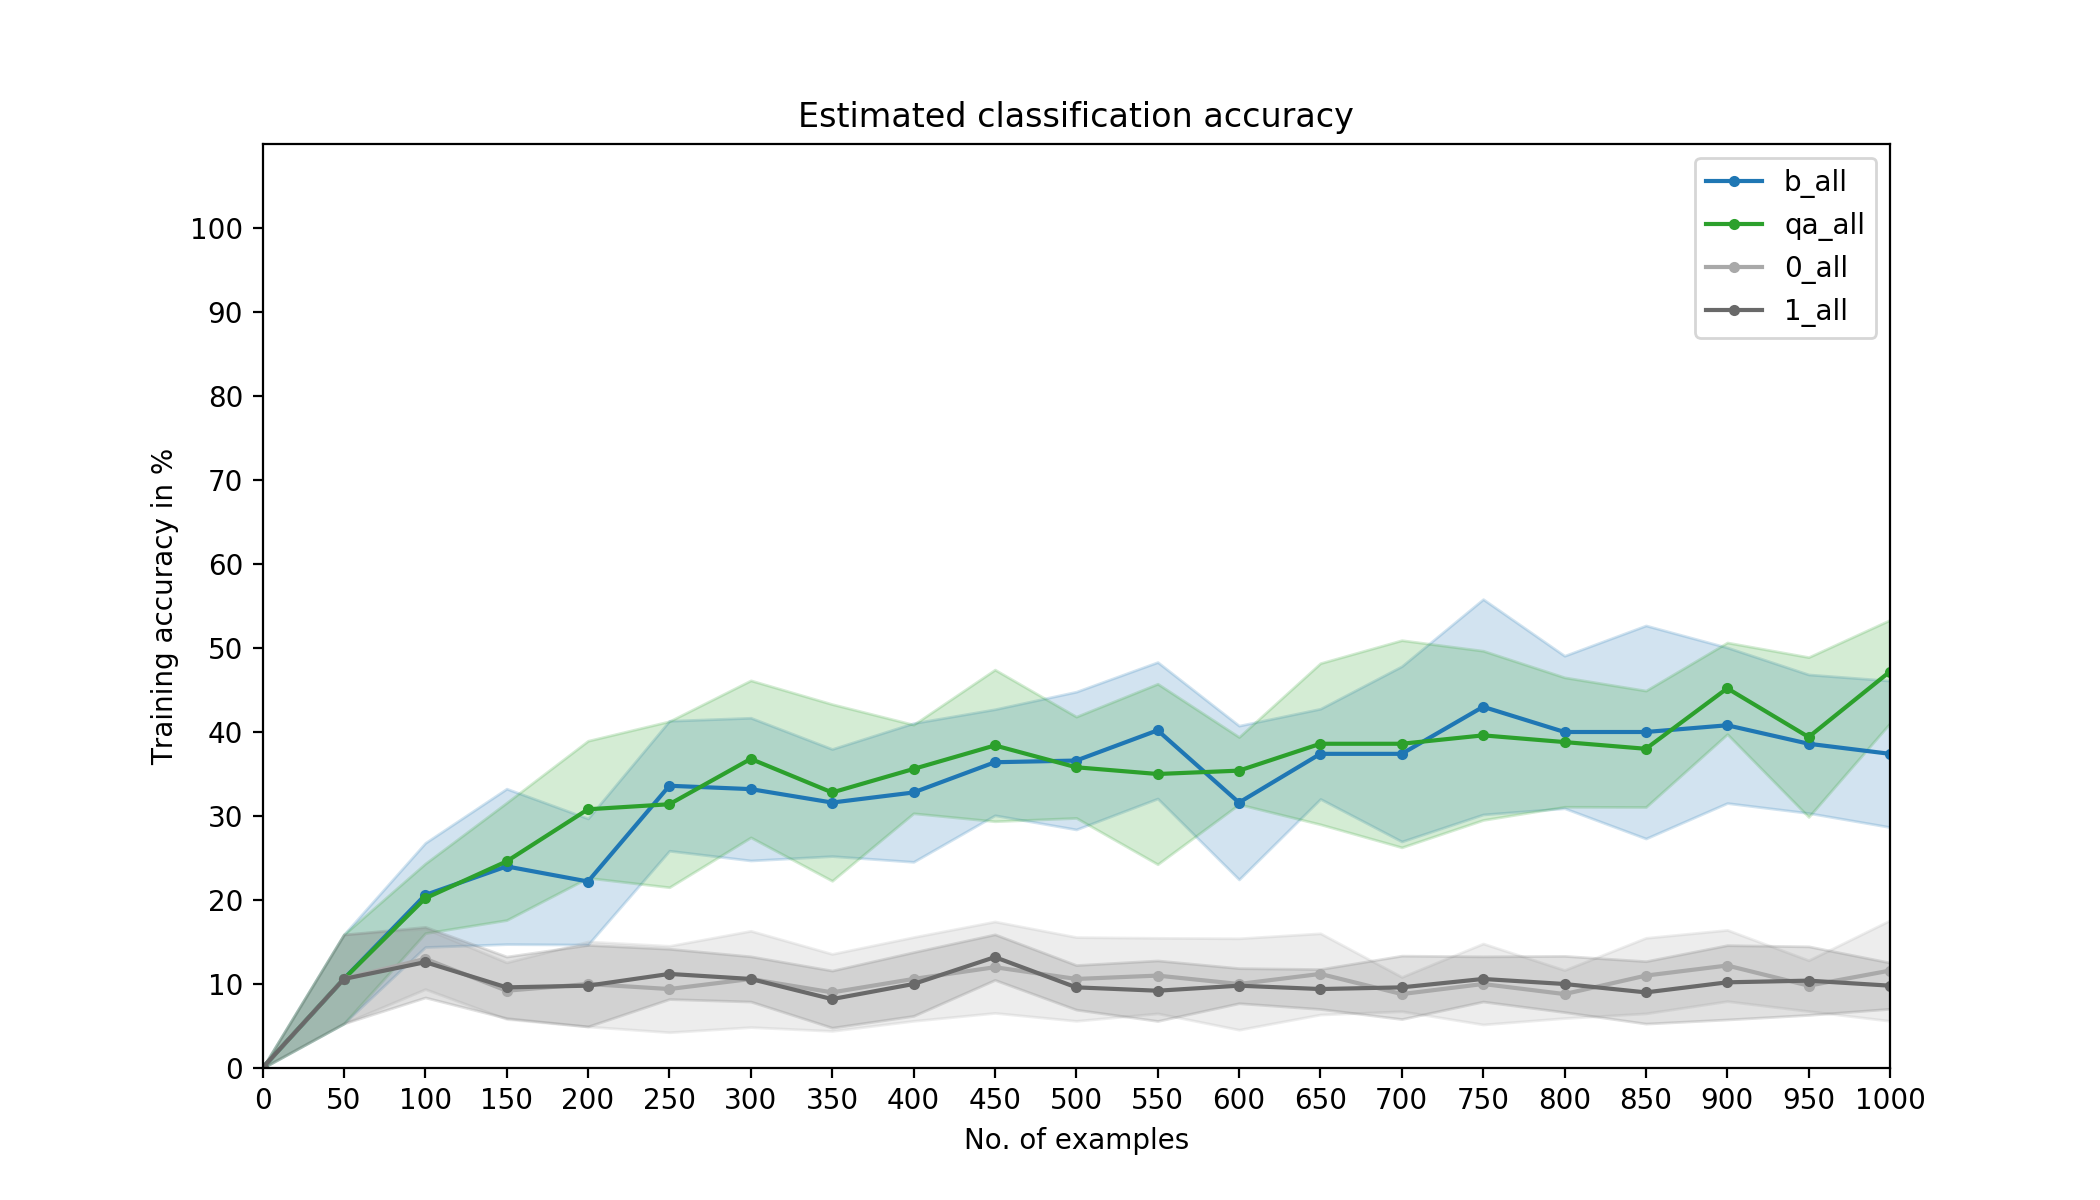 Estimated classification accuracy
b_all
qa_all
0_all
1_all
100
90
80
70
60
50
40
30
20
10
0
Training accuracy in %
0 50 100 150 200 250 300 350 400 450 500 550 600 650 700 750 800 850 900 950 1000
No. of examples